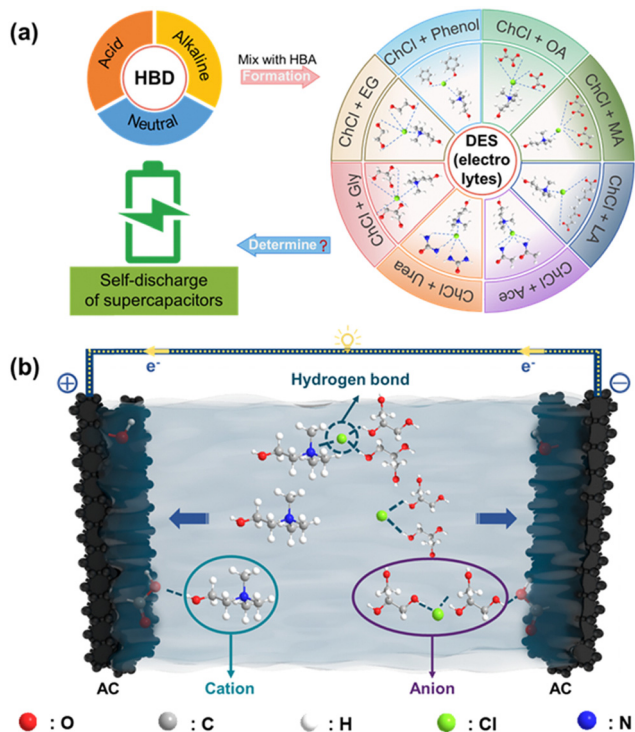 (a)
Acid
Alkaline
HBD
Neutral
Mix with HBA
Formation
ChCl + Phenol
ChCl + OA
ChCl + MA
ChCl + LA
ChCl + Ace
ChCl + Urea
ChCl + Gly
ChCl + EG
DES
(electro
lytes)
Determine ?
Self-discharge
of supercapacitors
(b)
e-
e-
+
−
Hydrogen bond
AC
Cation
Anion
AC
: O
: C
: H
: Cl
: N